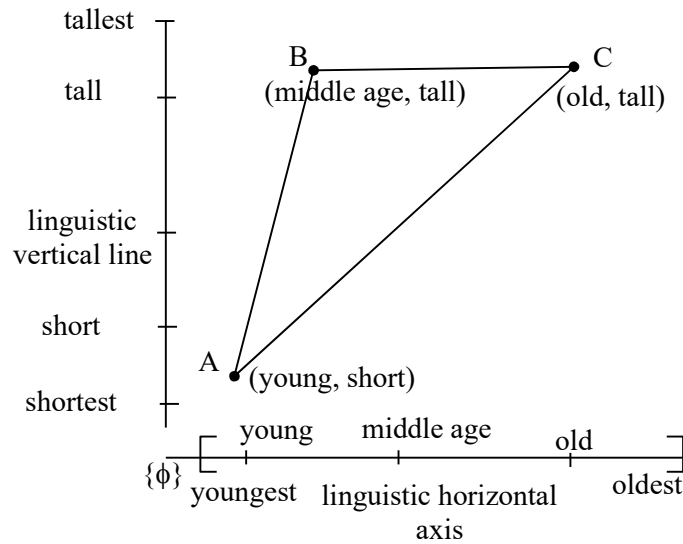 tallest
B
C
tall
(middle age, tall)
(old, tall)
linguistic
vertical line
short
A
(young, short)
shortest
young
middle age
old
{ϕ}
youngest
linguistic horizontal
axis
oldest